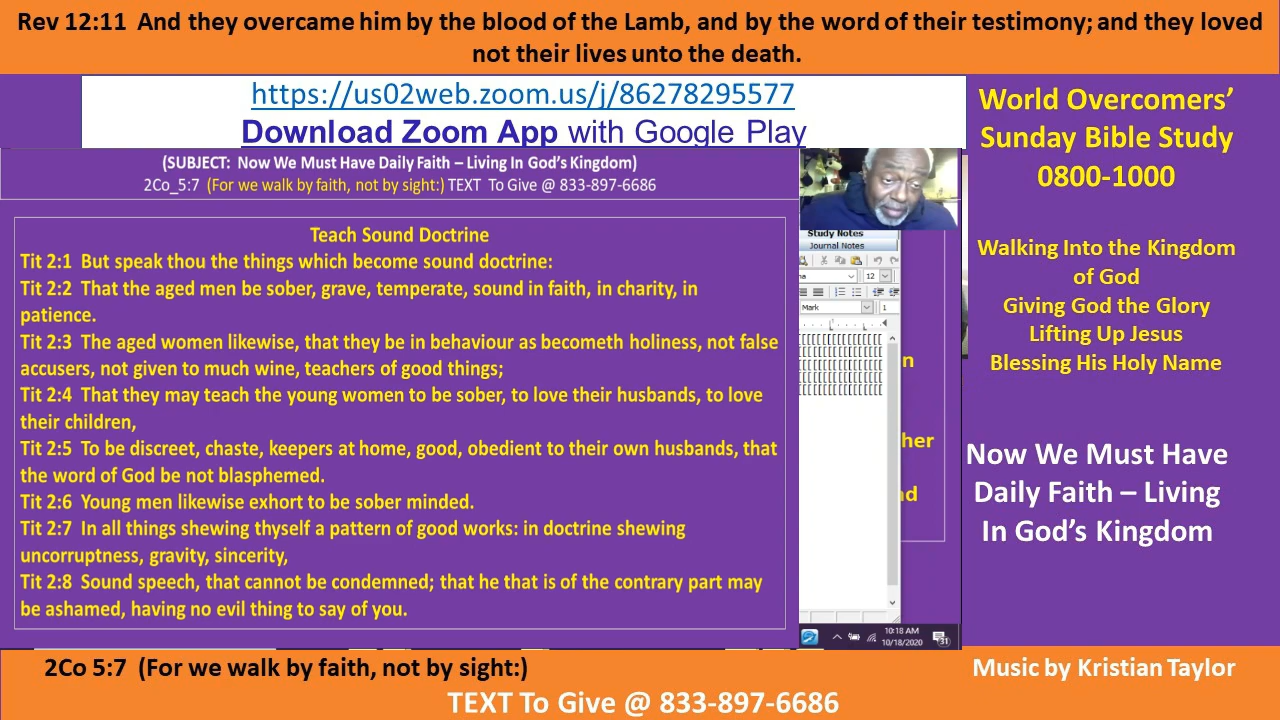 Rev 12:11  And they overcame him by the blood of the Lamb, and by the word of their testimony; and they loved
not their lives unto the death.
https://us02web.zoom.us/j/86278295577
Download Zoom App with Google Play
(SUBJECT:  Now We Must Have Daily Faith – Living In God's Kingdom)
2Co_5:7  (For we walk by faith, not by sight:) TEXT  To Give @ 833-897-6686
Teach Sound Doctrine
Tit 2:1  But speak thou the things which become sound doctrine:
Tit 2:2  That the aged men be sober, grave, temperate, sound in faith, in charity, in
patience.
Tit 2:3  The aged women likewise, that they be in behaviour as becometh holiness, not false
accusers, not given to much wine, teachers of good things;
Tit 2:4  That they may teach the young women to be sober, to love their husbands, to love
their children,
Tit 2:5  To be discreet, chaste, keepers at home, good, obedient to their own husbands, that
the word of God be not blasphemed.
Tit 2:6  Young men likewise exhort to be sober minded.
Tit 2:7  In all things shewing thyself a pattern of good works: in doctrine shewing
uncorruptness, gravity, sincerity,
Tit 2:8  Sound speech, that cannot be condemned; that he that is of the contrary part may
be ashamed, having no evil thing to say of you.
Study Notes
Journal Notes
12
Mark
1
n
her
d
10:18 AM
10/18/2020
31
World Overcomers'
Sunday Bible Study
0800-1000
Walking Into the Kingdom
of God
Giving God the Glory
Lifting Up Jesus
Blessing His Holy Name
Now We Must Have
Daily Faith – Living
In God's Kingdom
2Co 5:7  (For we walk by faith, not by sight:)
Music by Kristian Taylor
TEXT To Give @ 833-897-6686